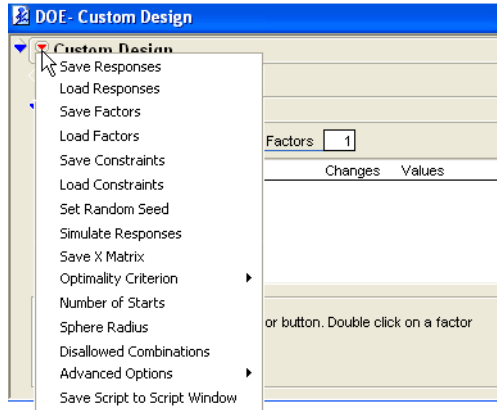 DOE- Custom Design
Custom Design
Save Responses
Load Responses
Save Factors
Load Factors
Save Constraints
Load Constraints
Set Random Seed
Simulate Responses
Save X Matrix
Optimality Criterion
Number of Starts
Sphere Radius
Disallowed Combinations
Advanced Options
Save Script to Script Window
Factors 1
Changes Values
or button. Double click on a factor